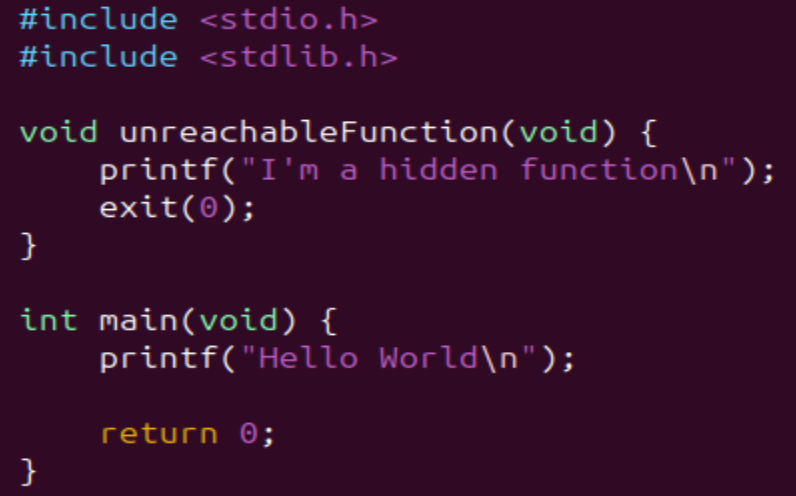 #include <stdio.h>
#include <stdlib.h>

void unreachableFunction(void) {
    printf("I'm a hidden function\n");
    exit(0);
}

int main(void) {
    printf("Hello World\n");

    return 0;
}